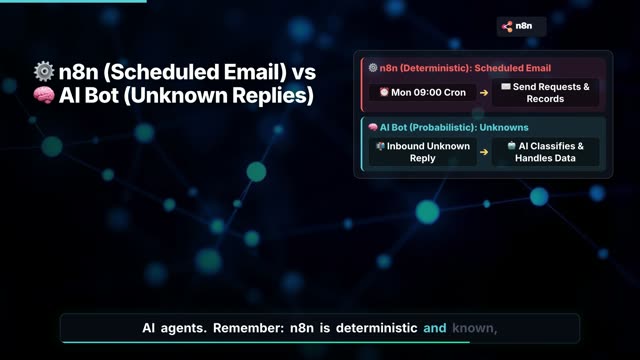 n8n
⚙️ n8n (Scheduled Email) vs
🧠 AI Bot (Unknown Replies)
⚙️ n8n (Deterministic): Scheduled Email
⏰ Mon 09:00 Cron → ✉️ Send Requests &
Records
🧠 AI Bot (Probabilistic): Unknowns
📬 Inbound Unknown
Reply → 🤖 AI Classifies &
Handles Data
AI agents. Remember: n8n is deterministic and known,